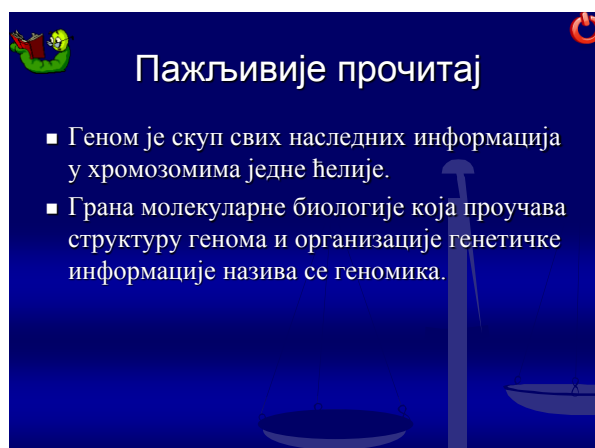 Пажљивије прочитај
Геном је скуп свих наследних информација
у хромозомима једне ћелије.
Грана молекуларне биологије која проучава
структуру генома и организације генетичке
информације назива се геномика.